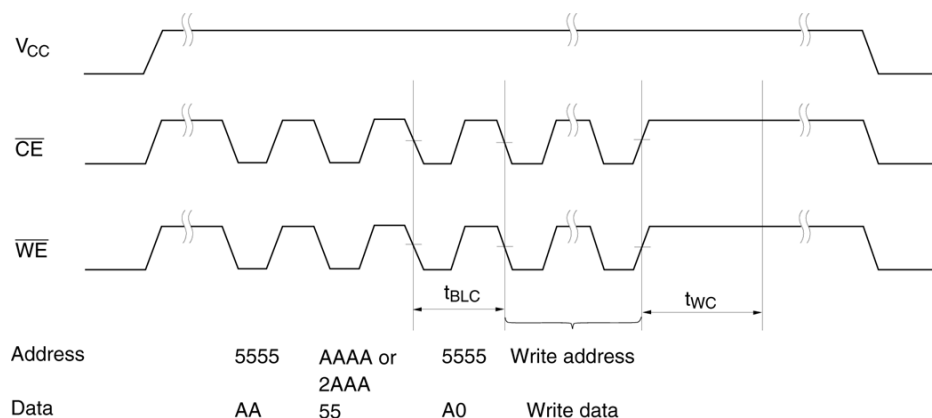 VCC
CE
WE
tBLC
tWC
Address 5555 AAAA or 5555 Write address
2AAA
Data AA 55 A0 Write data